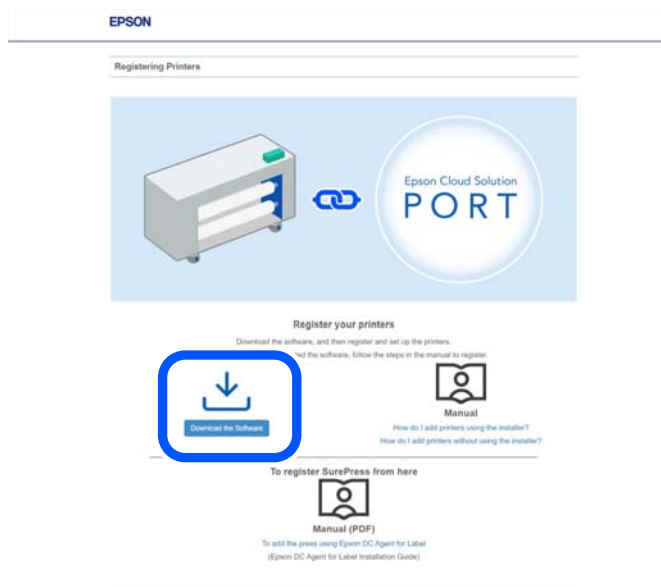 EPSON
Registering Printers
Epson Cloud Solution
PORT
Register your printers
Download the software, and then register and set up the printers.
the software, follow the steps in the manual to register.
Download the Software
Manual
How do I add printers using the installer?
How do I add printers without using the installer?
To register SurePress from here
Manual (PDF)
To add the press using Epson DC Agent for Label
(Epson DC Agent for Label Installation Guide)